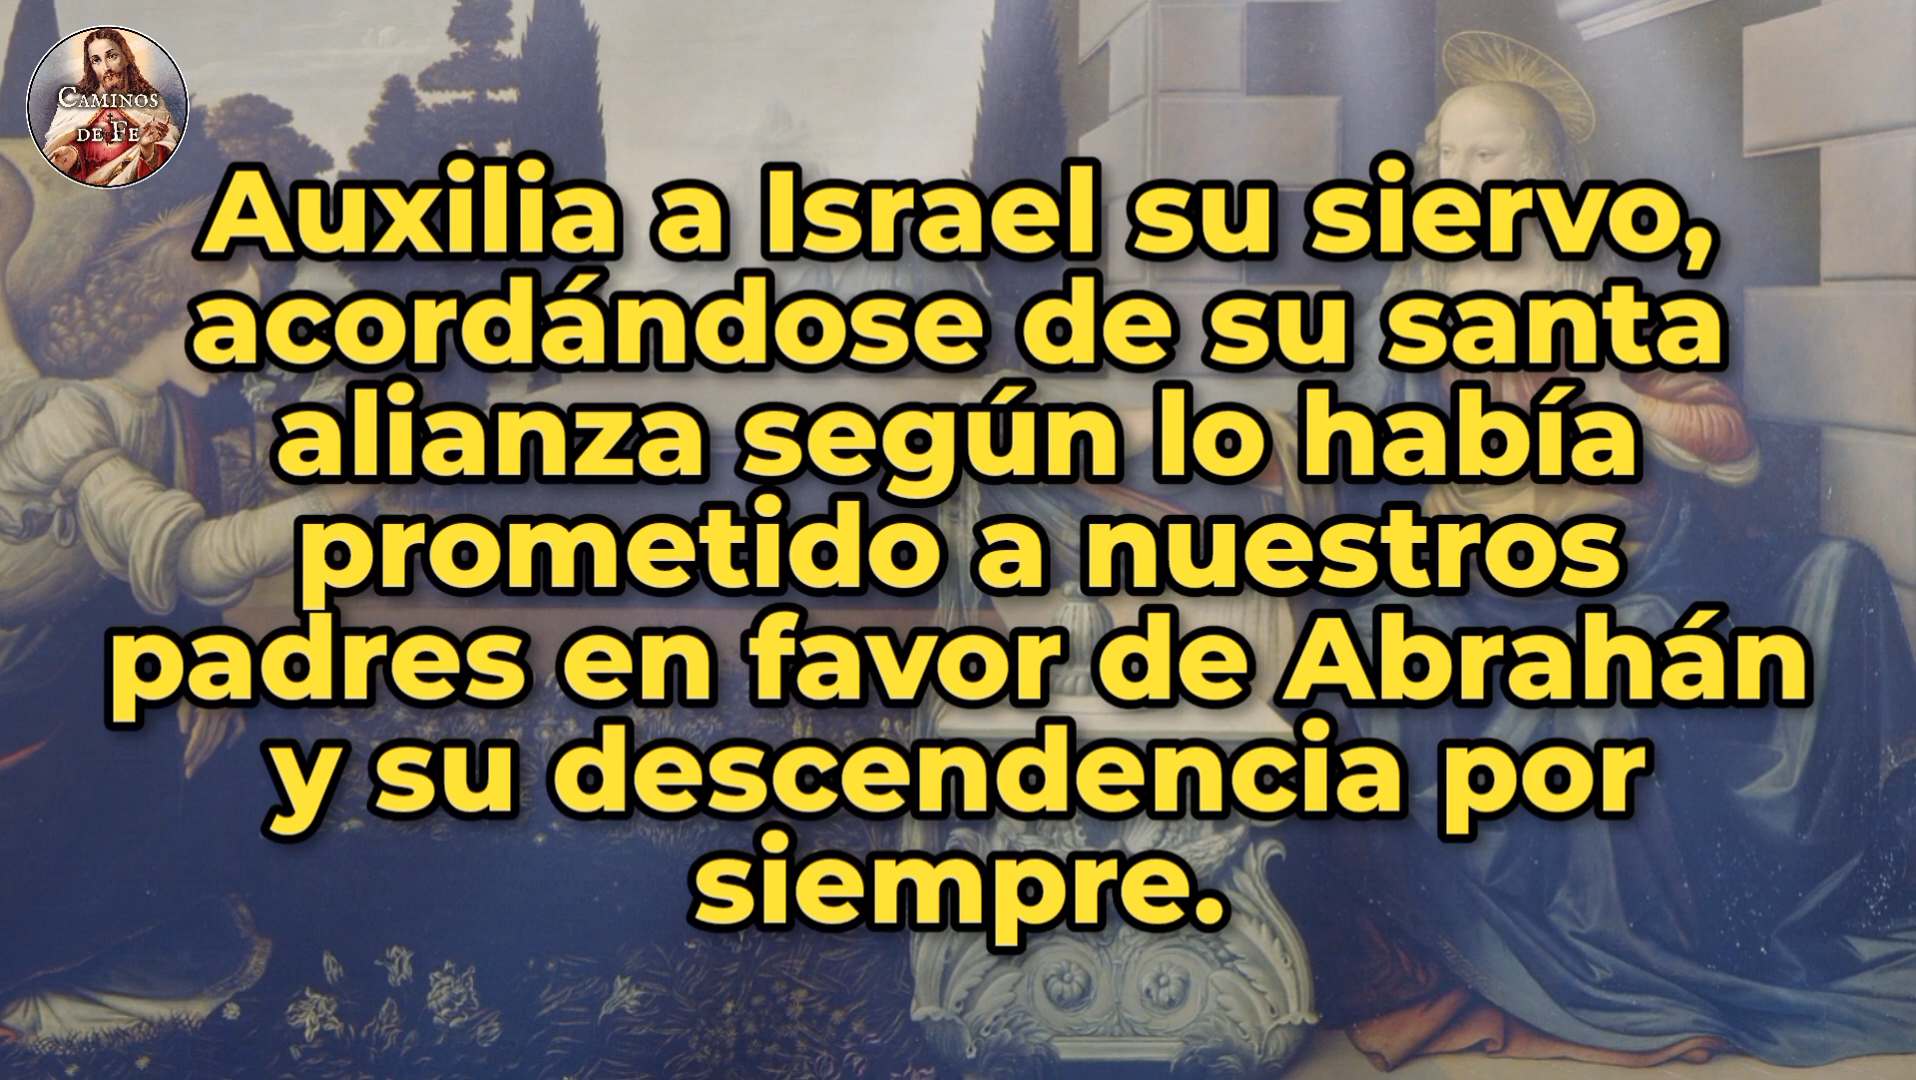 CAMINOS
DE FE
Auxilia a Israel su siervo,
acordándose de su santa
alianza según lo había
prometido a nuestros
padres en favor de Abrahán
y su descendencia por
siempre.